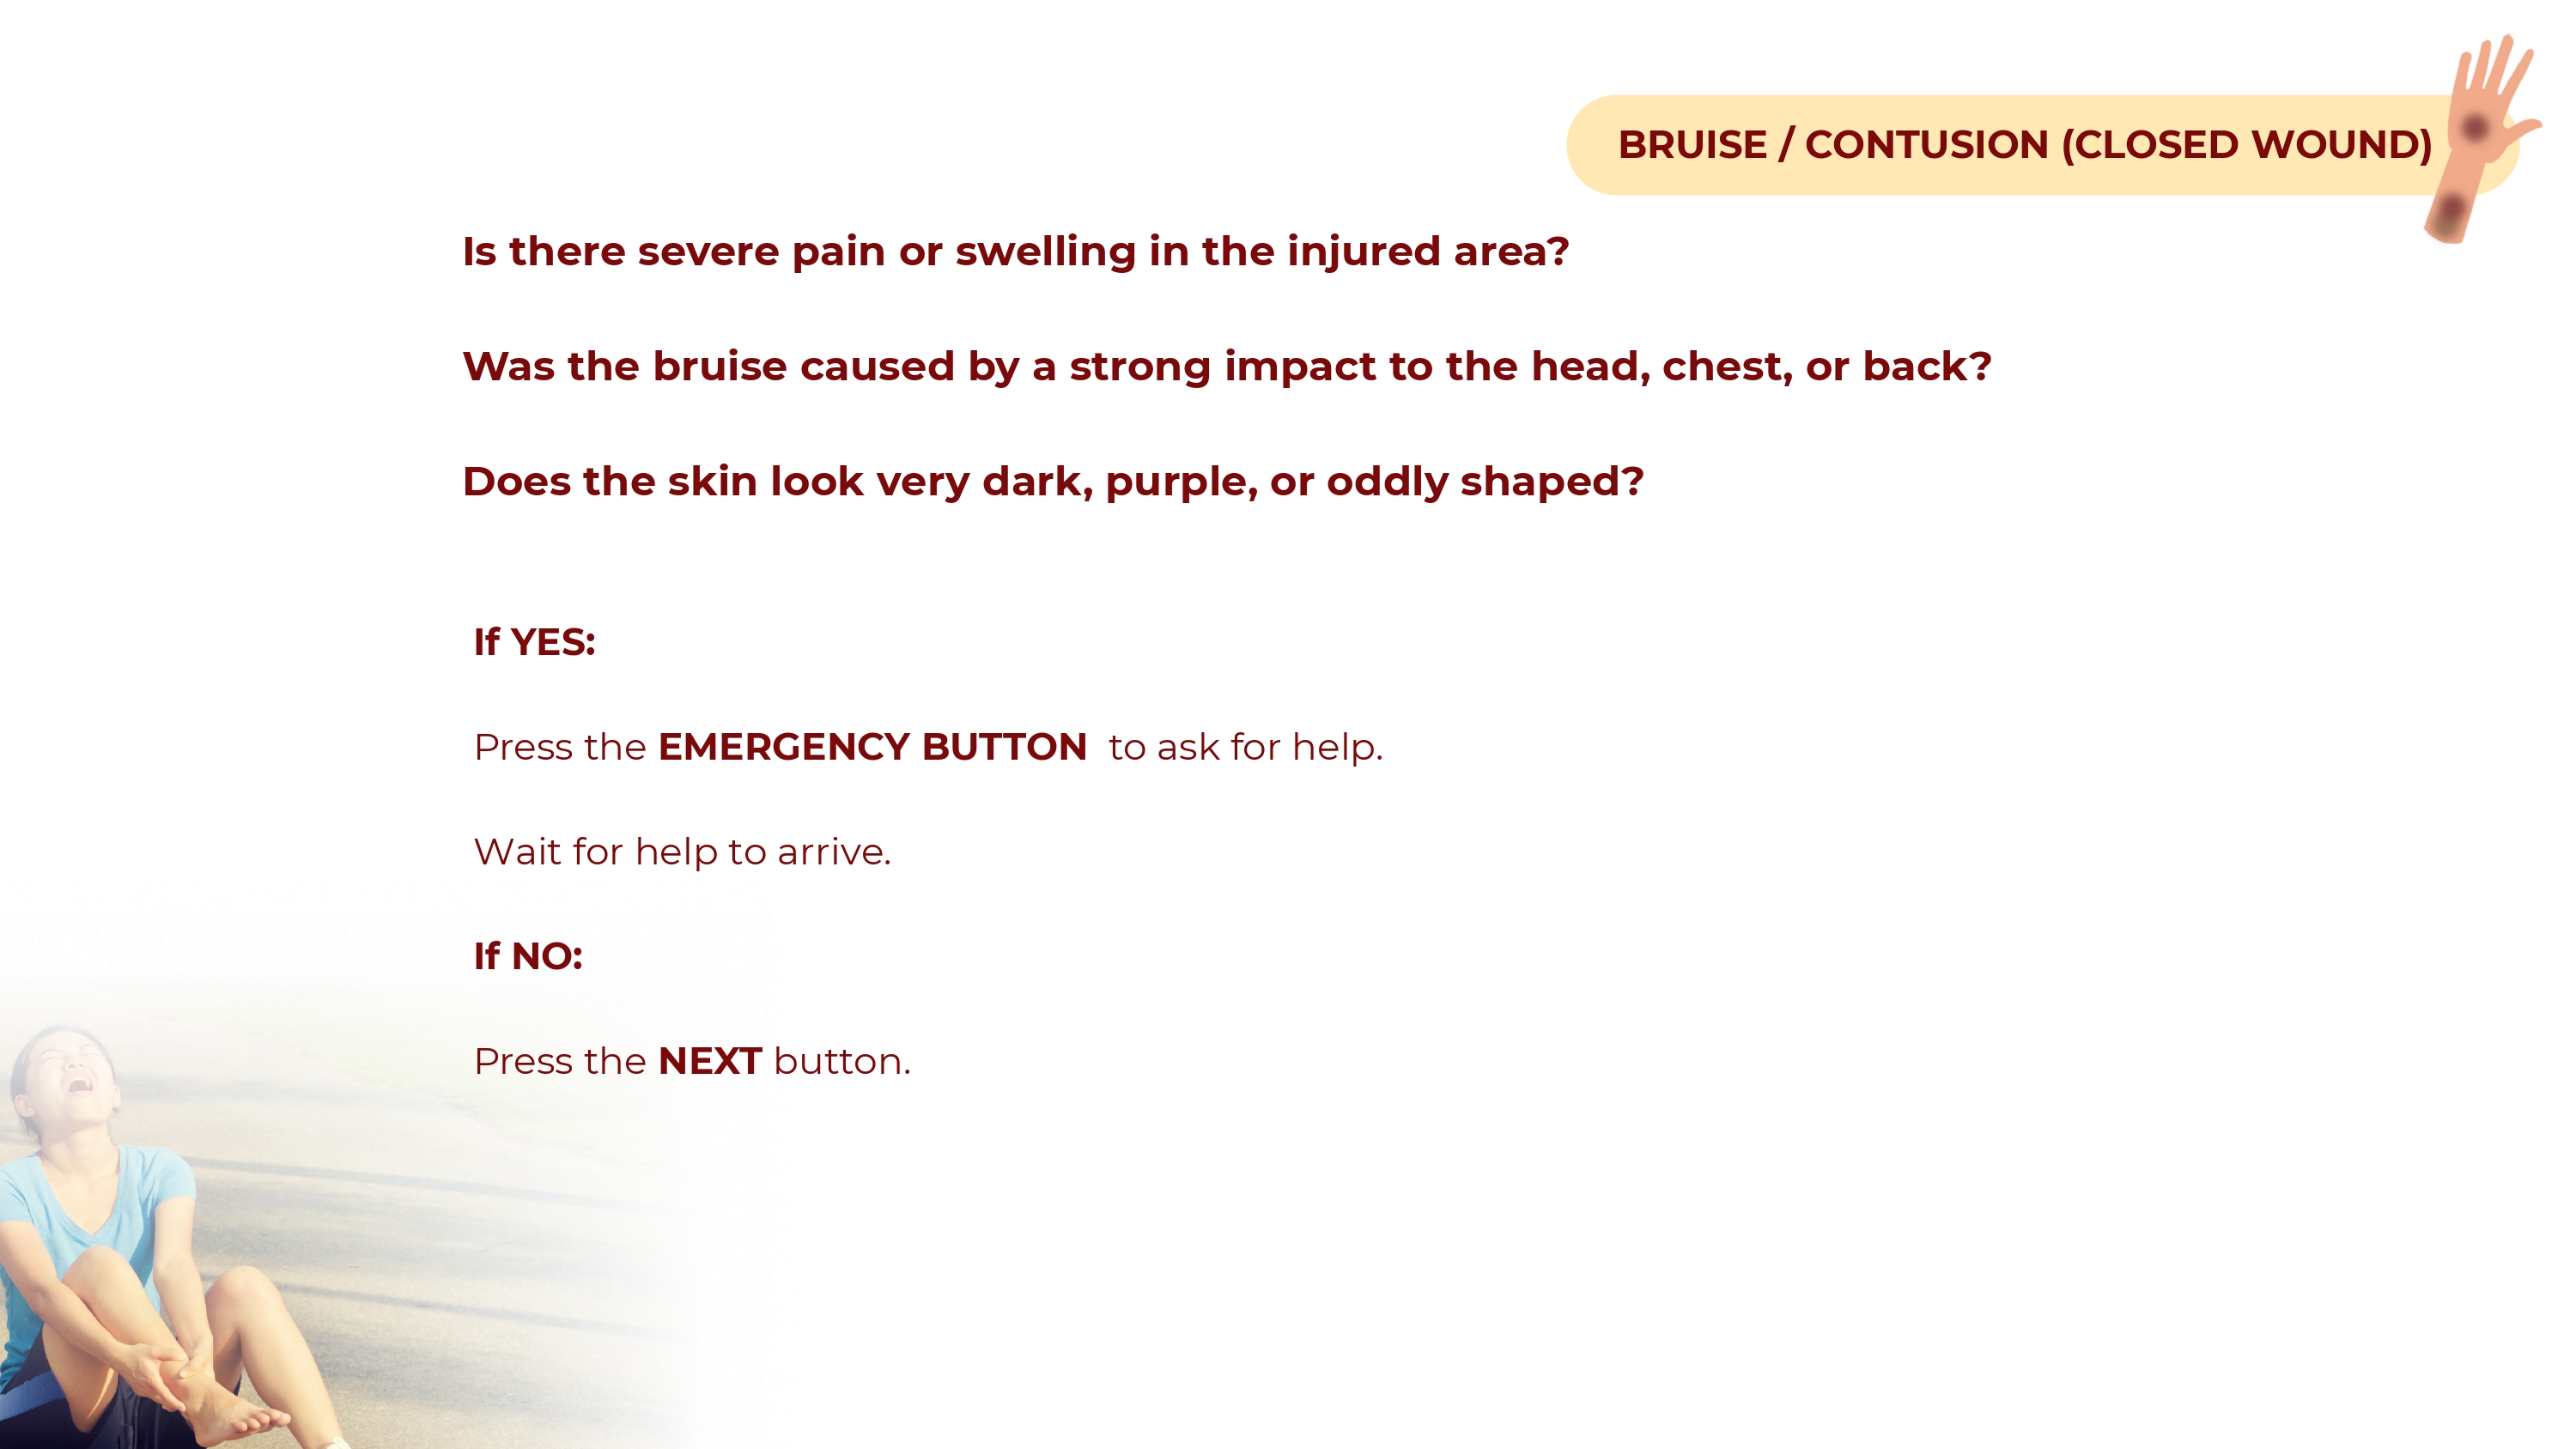 BRUISE / CONTUSION (CLOSED WOUND)
Is there severe pain or swelling in the injured area?
Was the bruise caused by a strong impact to the head, chest, or back?
Does the skin look very dark, purple, or oddly shaped?
If YES:
Press the EMERGENCY BUTTON to ask for help.
Wait for help to arrive.
If NO:
Press the NEXT button.